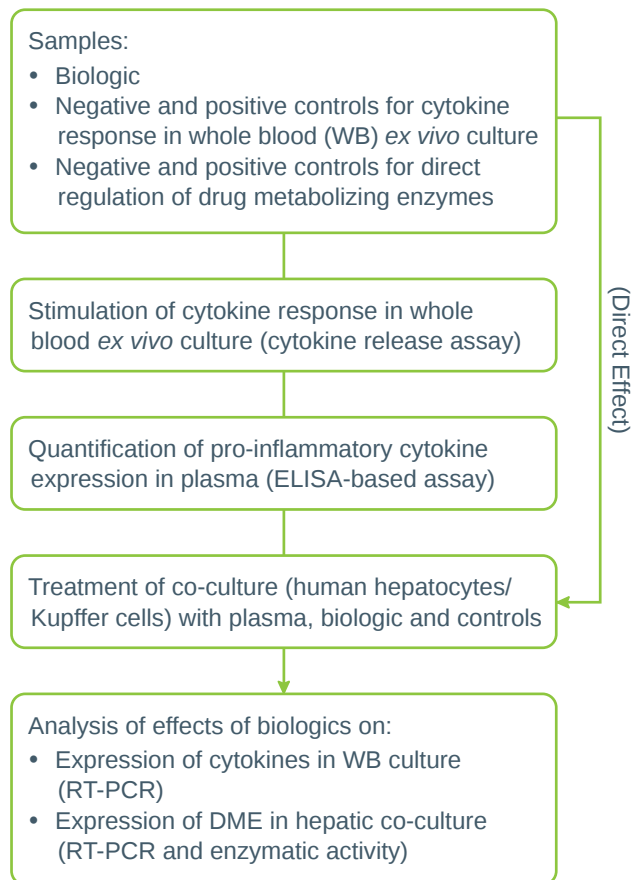 Samples:
• Biologic
• Negative and positive controls for cytokine
response in whole blood (WB) ex vivo culture
• Negative and positive controls for direct
regulation of drug metabolizing enzymes
(Direct Effect)
Stimulation of cytokine response in whole
blood ex vivo culture (cytokine release assay)
Quantification of pro-inflammatory cytokine
expression in plasma (ELISA-based assay)
Treatment of co-culture (human hepatocytes/
Kupffer cells) with plasma, biologic and controls
Analysis of effects of biologics on:
• Expression of cytokines in WB culture
(RT-PCR)
• Expression of DME in hepatic co-culture
(RT-PCR and enzymatic activity)